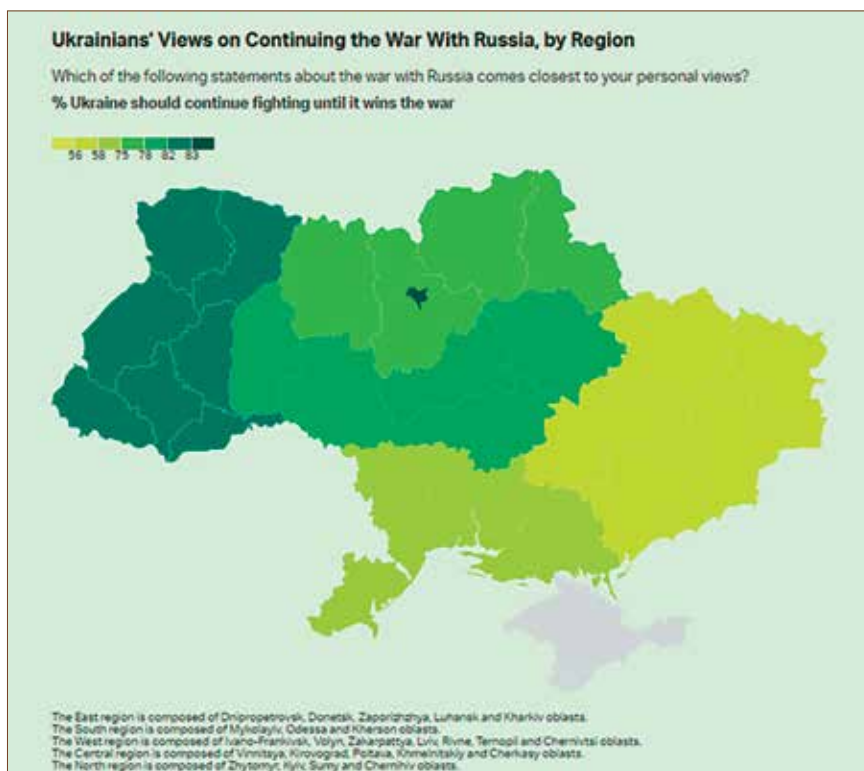 Ukrainians' Views on Continuing the War With Russia, by Region
Which of the following statements about the war with Russia comes closest to your personal views?
% Ukraine should continue fighting until it wins the war
56 58 75 78 82 83
The East region is composed of Dnipropetrovsk, Donetsk, Zaporizhzhya, Luhansk and Kharkiv oblasts.
The South region is composed of Mykolayiv, Odessa and Kherson oblasts.
The West region is composed of Ivano-Frankivsk, Volyn, Zakarpattya, Lviv, Rivne, Ternopil and Chernivtsi oblasts.
The Central region is composed of Vinnitsya, Kirovograd, Poltava, Khmelnitskiy and Cherkasy oblasts.
The North region is composed of Zhytomyr, Kyiv, Sumy and Chernihiv oblasts.